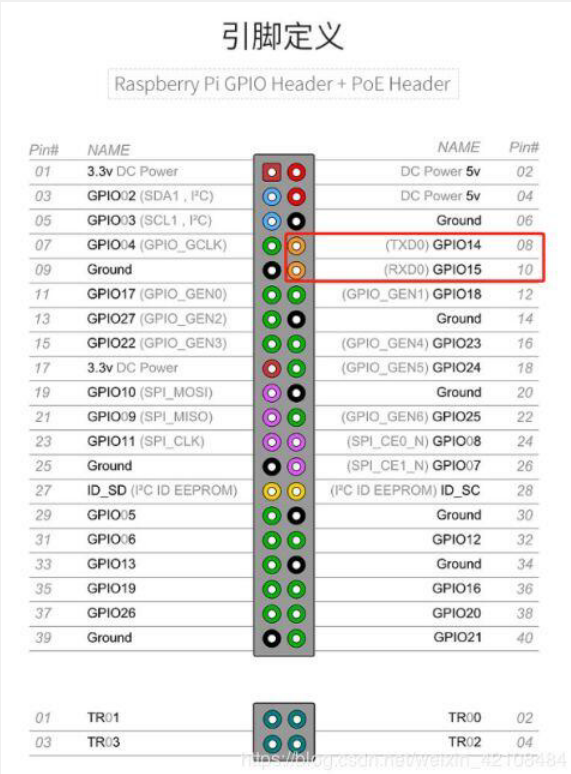 引脚定义
Raspberry Pi GPIO Header + PoE Header
Pin# NAME NAME Pin#
01 3.3v DC Power DC Power 5v 02
03 GPIO02 (SDA1 , I²C) DC Power 5v 04
05 GPIO03 (SCL1 , I²C) Ground 06
07 GPIO04 (GPIO_GCLK) (TXD0) GPIO14 08
09 Ground (RXD0) GPIO15 10
11 GPIO17 (GPIO_GEN0) (GPIO_GEN1) GPIO18 12
13 GPIO27 (GPIO_GEN2) Ground 14
15 GPIO22 (GPIO_GEN3) (GPIO_GEN4) GPIO23 16
17 3.3v DC Power (GPIO_GEN5) GPIO24 18
19 GPIO10 (SPI_MOSI) Ground 20
21 GPIO09 (SPI_MISO) (GPIO_GEN6) GPIO25 22
23 GPIO11 (SPI_CLK) (SPI_CE0_N) GPIO08 24
25 Ground (SPI_CE1_N) GPIO07 26
27 ID_SD (I²C ID EEPROM) (I²C ID EEPROM) ID_SC 28
29 GPIO05 Ground 30
31 GPIO06 GPIO12 32
33 GPIO13 Ground 34
35 GPIO19 GPIO16 36
37 GPIO26 GPIO20 38
39 Ground GPIO21 40
01 TR01 TR00 02
03 TR03 TR02 04
https://blog.csdn.net/weixin_42108484